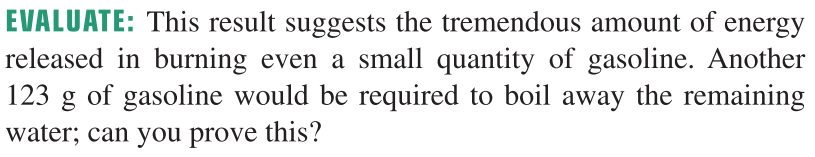 EVALUATE: This result suggests the tremendous amount of energy
released in burning even a small quantity of gasoline. Another
123 g of gasoline would be required to boil away the remaining
water; can you prove this?